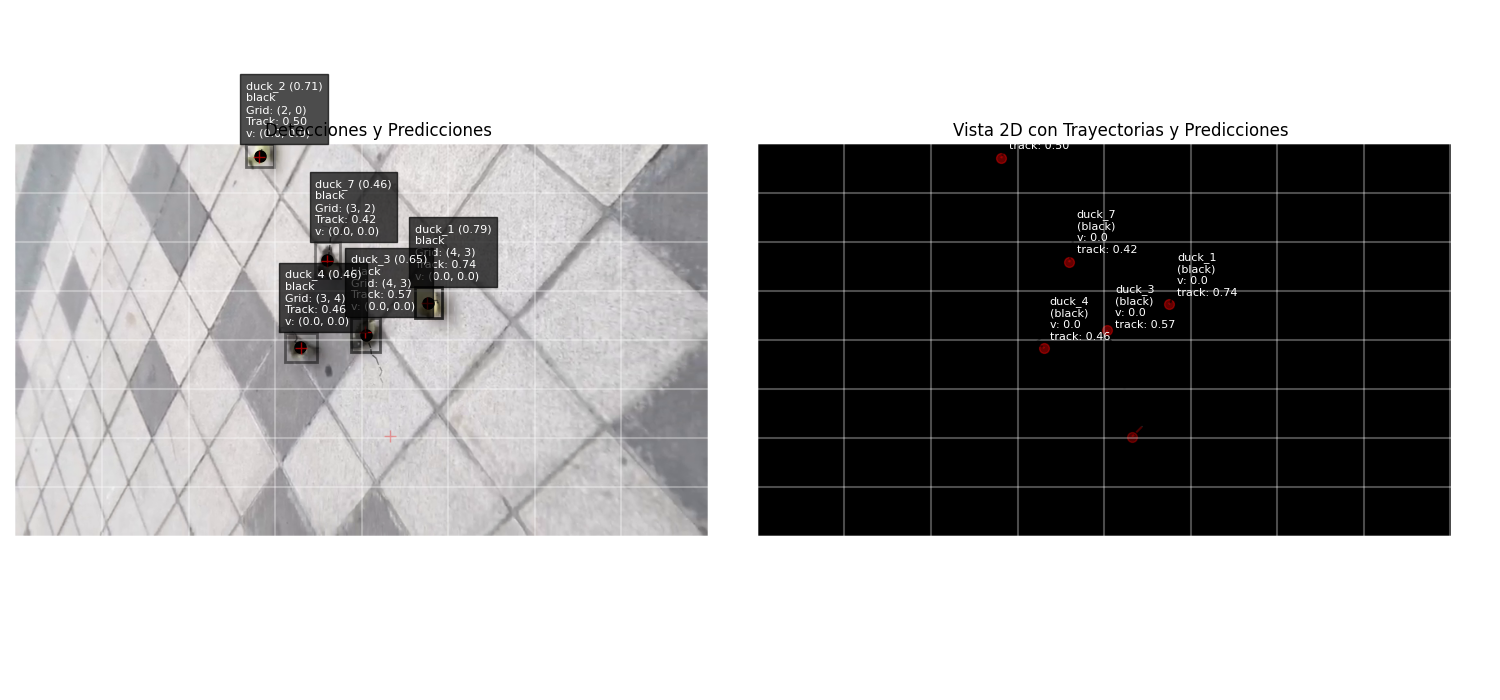 duck_2 (0.71)
black
Grid: (2, 0)
Track: 0.50
v: (0.0, 0.0)
Detecciones y Predicciones
duck_7 (0.46)
black
Grid: (3, 2)
Track: 0.42
v: (0.0, 0.0)
duck_1 (0.79)
black
Grid: (4, 3)
Track: 0.74
v: (0.0, 0.0)
duck_3 (0.65)
black
Grid: (4, 3)
Track: 0.57
v: (0.0, 0.0)
duck_4 (0.46)
black
Grid: (3, 4)
Track: 0.46
v: (0.0, 0.0)
Vista 2D con Trayectorias y Predicciones
track: 0.50
duck_7
(black)
v: 0.0
track: 0.42
duck_1
(black)
v: 0.0
track: 0.74
duck_3
(black)
v: 0.0
track: 0.57
duck_4
(black)
v: 0.0
track: 0.46